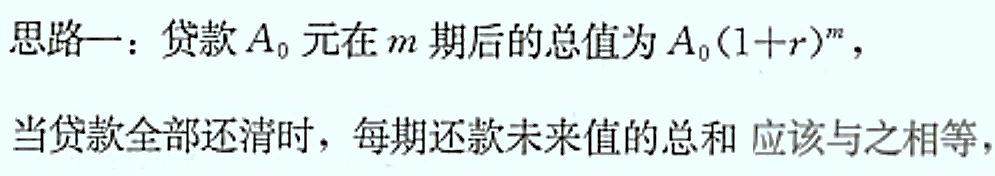 思路一：贷款 A₀ 元在 m 期后的总值为 A₀(1+r)ᵐ，
当贷款全部还清时，每期还款未来值的总和 应该与之相等，